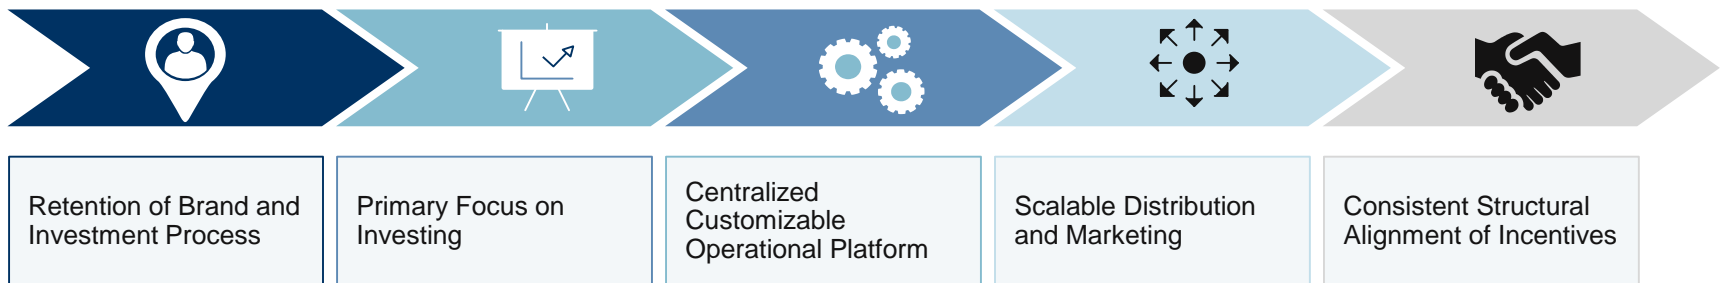 Retention of Brand and
Investment Process
Primary Focus on
Investing
Centralized
Customizable
Operational Platform
Scalable Distribution
and Marketing
Consistent Structural
Alignment of Incentives